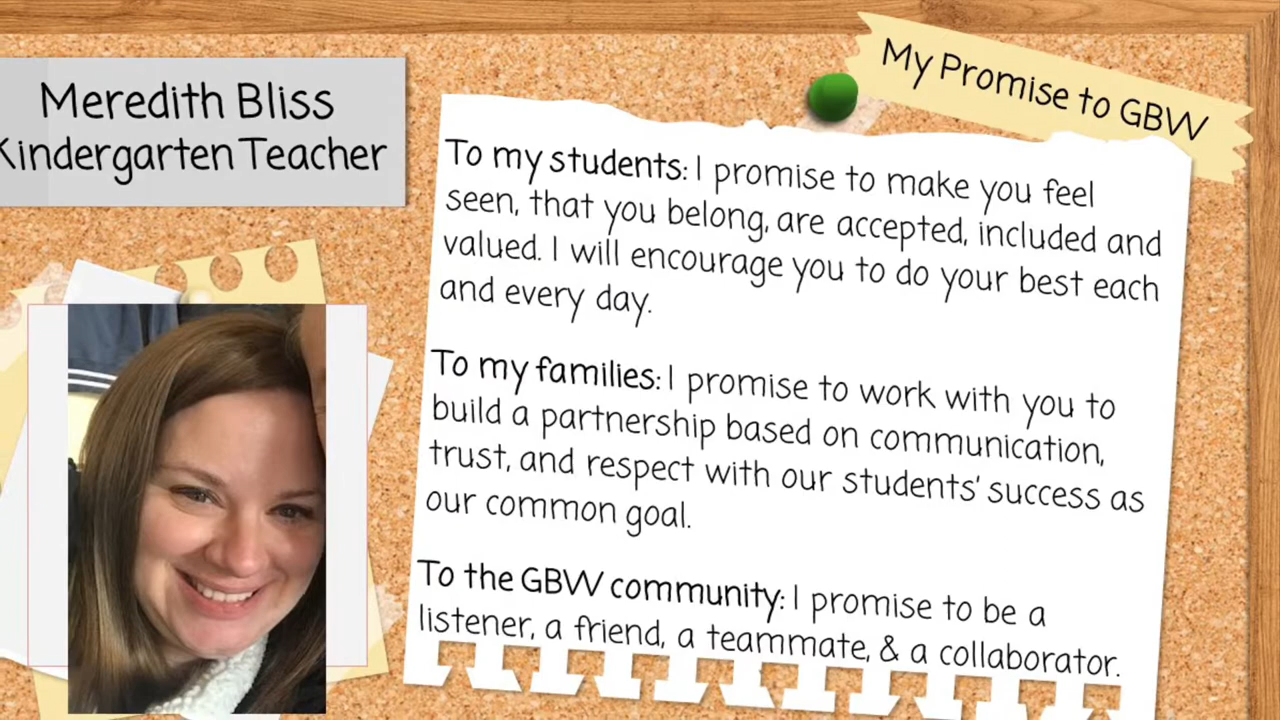 Meredith Bliss
Kindergarten Teacher
My Promise to GBW
To my students: I promise to make you feel
seen, that you belong, are accepted, included and
valued. I will encourage you to do your best each
and every day.
To my families: I promise to work with you to
build a partnership based on communication,
trust, and respect with our students' success as
our common goal.
To the GBW community: I promise to be a
listener, a friend, a teammate, & a collaborator.